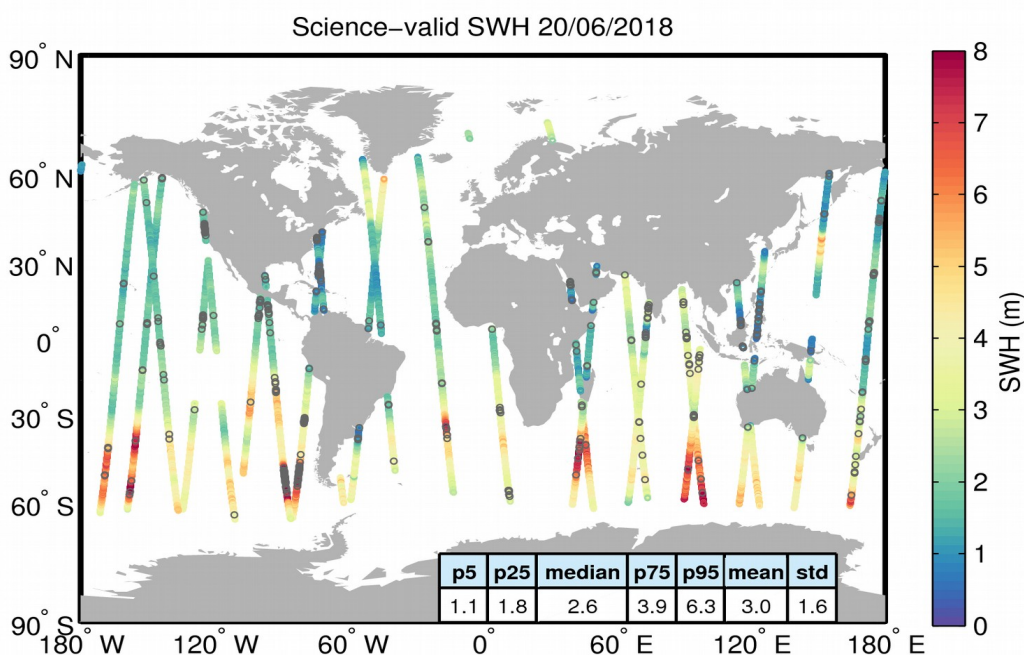 Science−valid SWH 20/06/2018
90° N
60° N
30° N
0°
30° S
60° S
90° S
180° W
120° W
60° W
0°
60° E
120° E
180° E
p5 p25 median p75 p95 mean std
1.1 1.8 2.6 3.9 6.3 3.0 1.6
8
7
6
5
4
3
2
1
0
SWH (m)